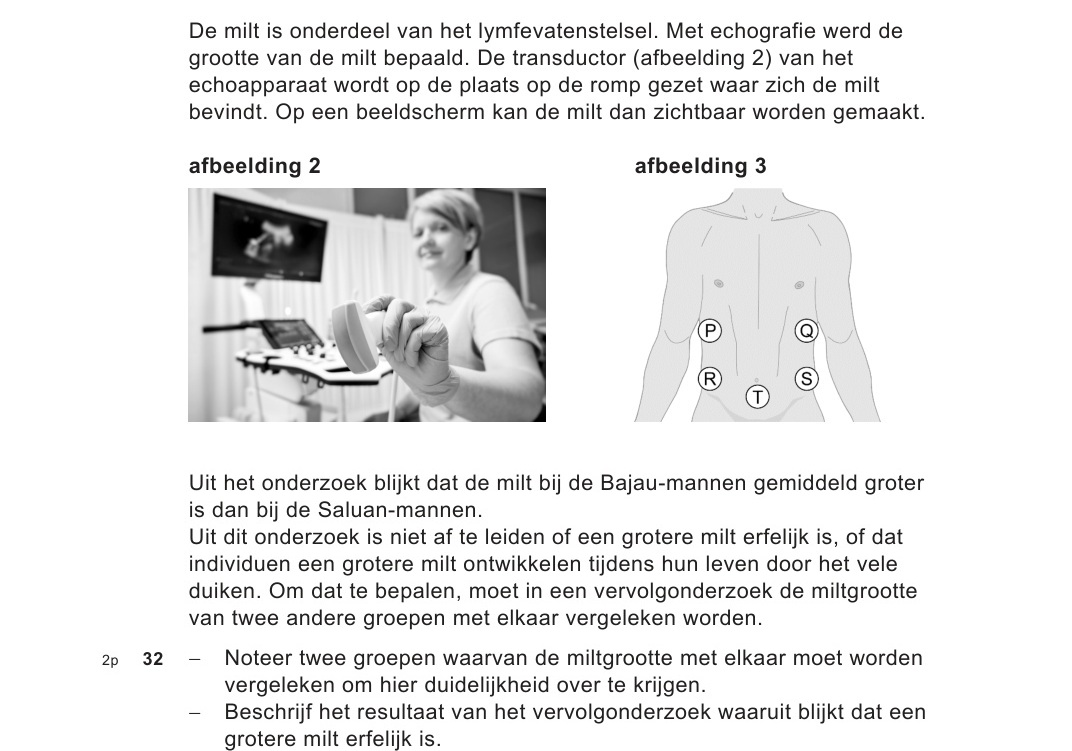 De milt is onderdeel van het lymfevatenstelsel. Met echografie werd de
grootte van de milt bepaald. De transductor (afbeelding 2) van het
echoapparaat wordt op de plaats op de romp gezet waar zich de milt
bevindt. Op een beeldscherm kan de milt dan zichtbaar worden gemaakt.
afbeelding 2
afbeelding 3
P
Q
R
S
T
Uit het onderzoek blijkt dat de milt bij de Bajau-mannen gemiddeld groter
is dan bij de Saluan-mannen.
Uit dit onderzoek is niet af te leiden of een grotere milt erfelijk is, of dat
individuen een grotere milt ontwikkelen tijdens hun leven door het vele
duiken. Om dat te bepalen, moet in een vervolgonderzoek de miltgrootte
van twee andere groepen met elkaar vergeleken worden.
2p 32 – Noteer twee groepen waarvan de miltgrootte met elkaar moet worden
vergeleken om hier duidelijkheid over te krijgen.
– Beschrijf het resultaat van het vervolgonderzoek waaruit blijkt dat een
grotere milt erfelijk is.